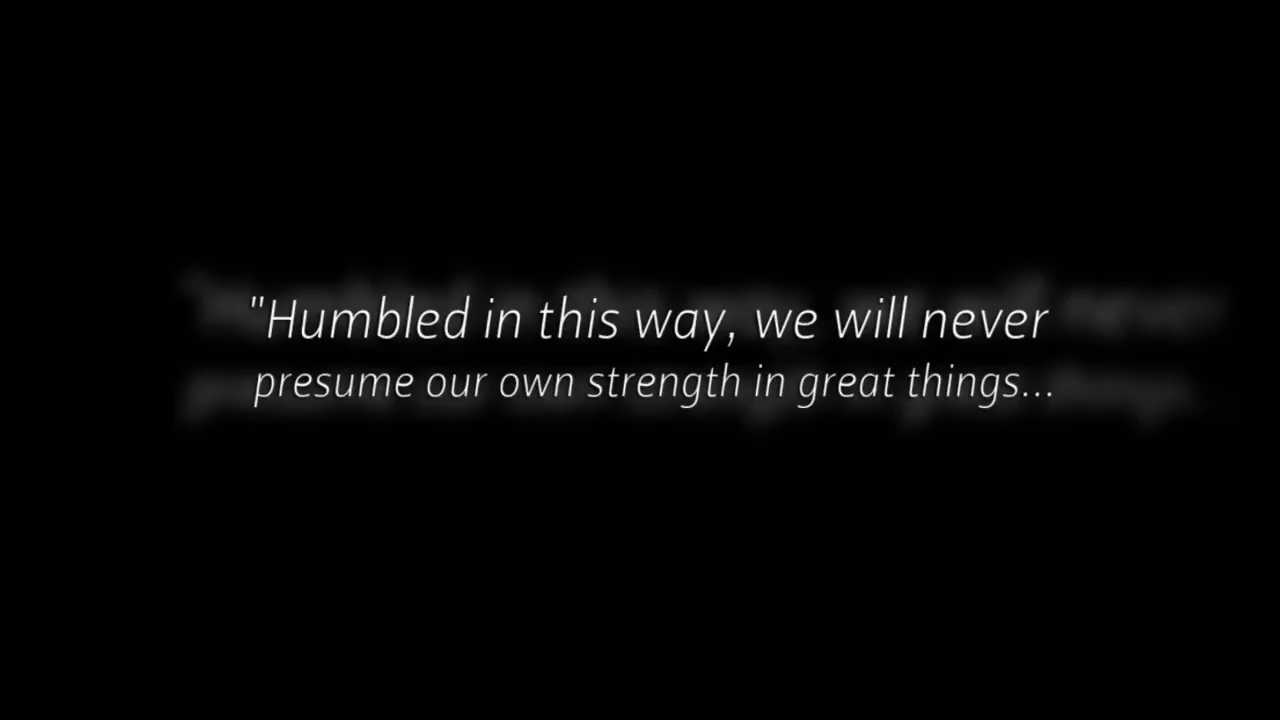 "Humbled in this way, we will never
presume our own strength in great things...